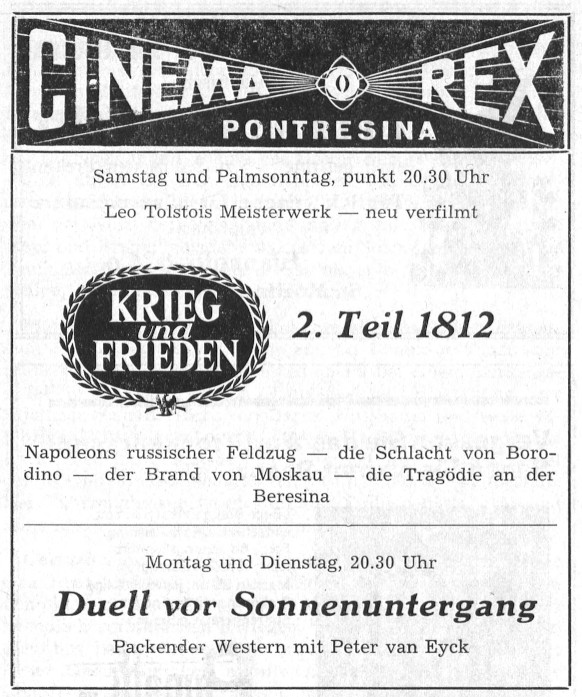 CINEMA REX
PONTRESINA
Samstag und Palmsonntag, punkt 20.30 Uhr
Leo Tolstois Meisterwerk — neu verfilmt
KRIEG
und
FRIEDEN
2. Teil 1812
Napoleons russischer Feldzug — die Schlacht von Boro-
dino — der Brand von Moskau — die Tragödie an der
Beresina
Montag und Dienstag, 20.30 Uhr
Duell vor Sonnenuntergang
Packender Western mit Peter van Eyck